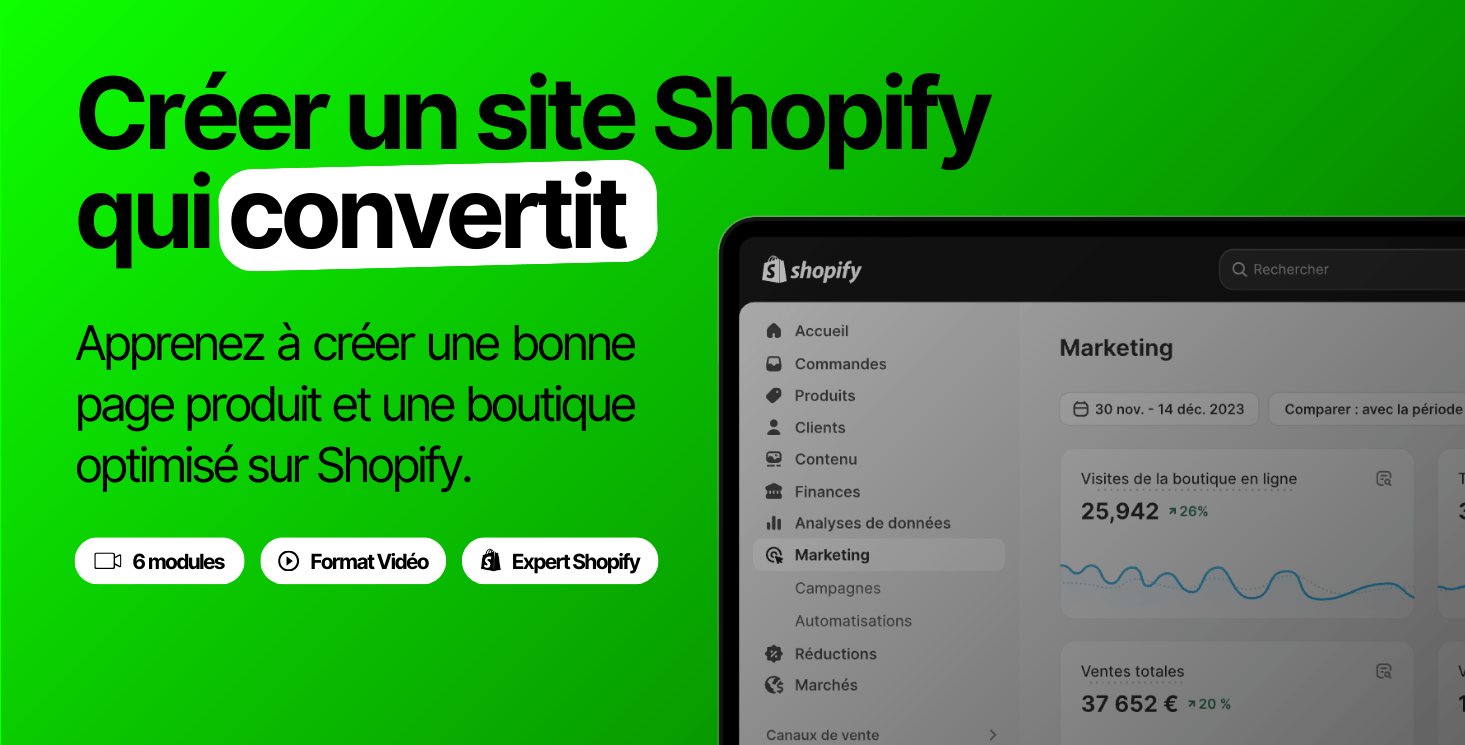 Créer un site Shopify
qui convertit
Apprenez à créer une bonne
page produit et une boutique
optimisé sur Shopify.
6 modules
Format Vidéo
Expert Shopify
shopify
Rechercher
Accueil
Commandes
Produits
Clients
Contenu
Finances
Analyses de données
Marketing
Campagnes
Automatisations
Réductions
Marchés
Canaux de vente
Marketing
30 nov. - 14 déc. 2023
Comparer : avec la période
Visites de la boutique en ligne
25,942 26%
Ventes totales
37 652 € 20 %